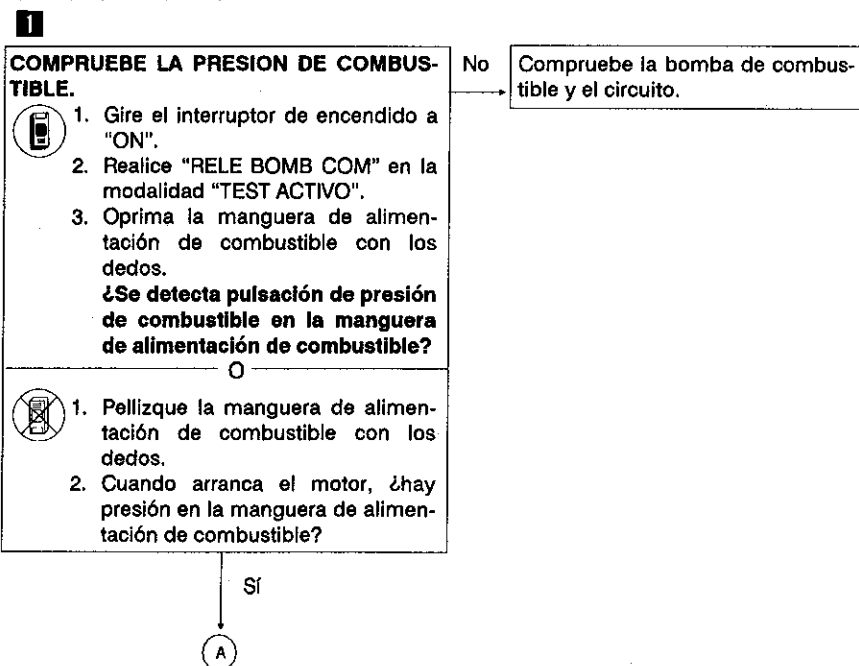 1
COMPRUEBE LA PRESION DE COMBUS-
TIBLE.
1. Gire el interruptor de encendido a
"ON".
2. Realice "RELE BOMB COM" en la
modalidad "TEST ACTIVO".
3. Oprima la manguera de alimen-
tación de combustible con los
dedos.
¿Se detecta pulsación de presión
de combustible en la manguera
de alimentación de combustible?
O
1. Pellizque la manguera de alimen-
tación de combustible con los
dedos.
2. Cuando arranca el motor, ¿hay
presión en la manguera de alimen-
tación de combustible?
No
Compruebe la bomba de combus-
tible y el circuito.
Sí
A